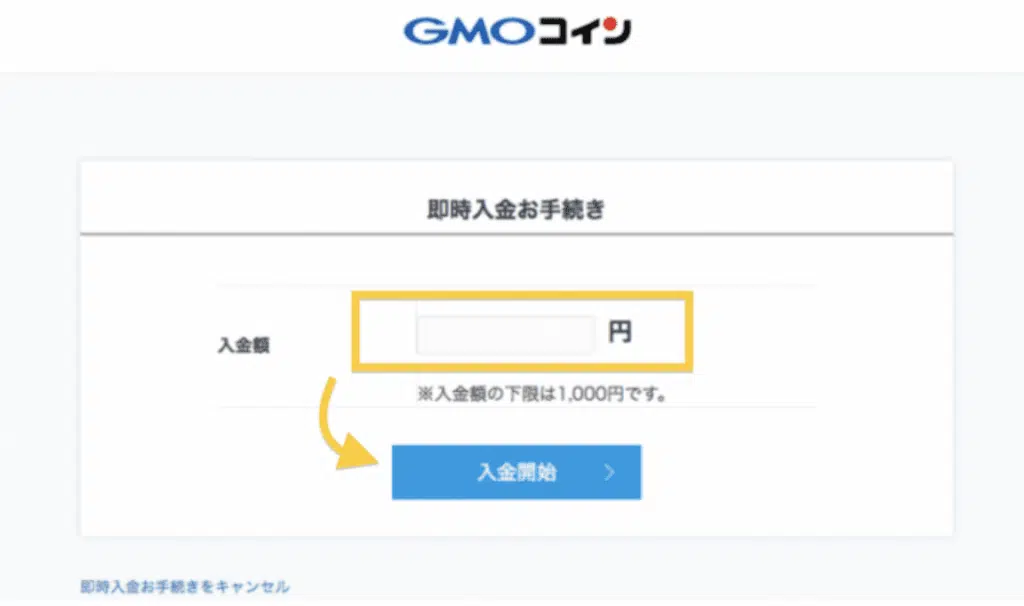 GMOコイン
即時入金お手続き
入金額
円
※入金額の下限は1,000円です。
入金開始
即時入金お手続きをキャンセル